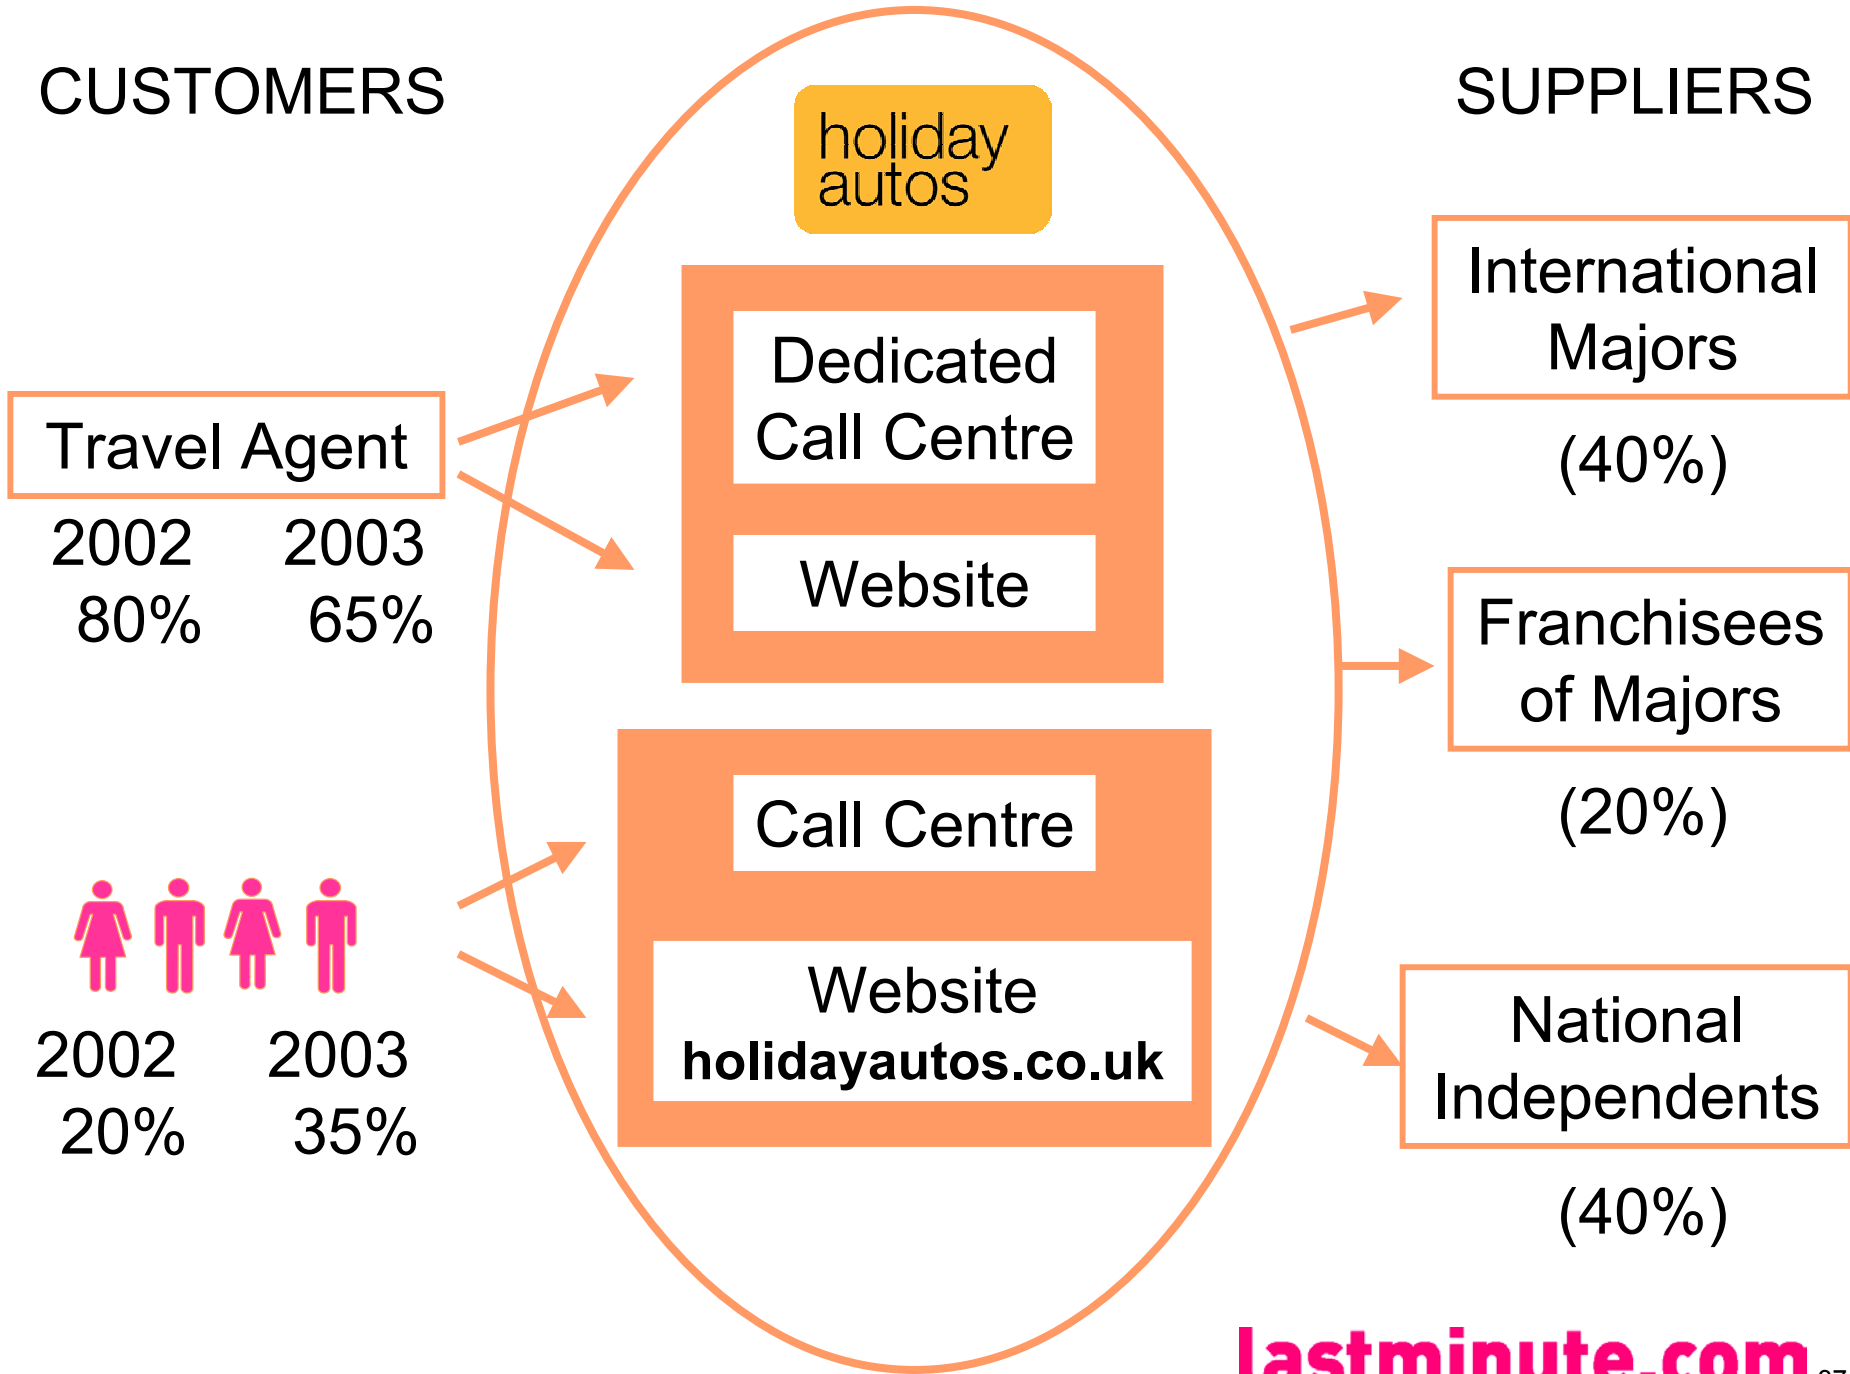 CUSTOMERS
holiday
autos
SUPPLIERS
Travel Agent
2002 2003
80% 65%
2002 2003
20% 35%
Dedicated
Call Centre
Website
Call Centre
Website
holidayautos.co.uk
International
Majors
(40%)
Franchisees
of Majors
(20%)
National
Independents
(40%)
lastminute.com